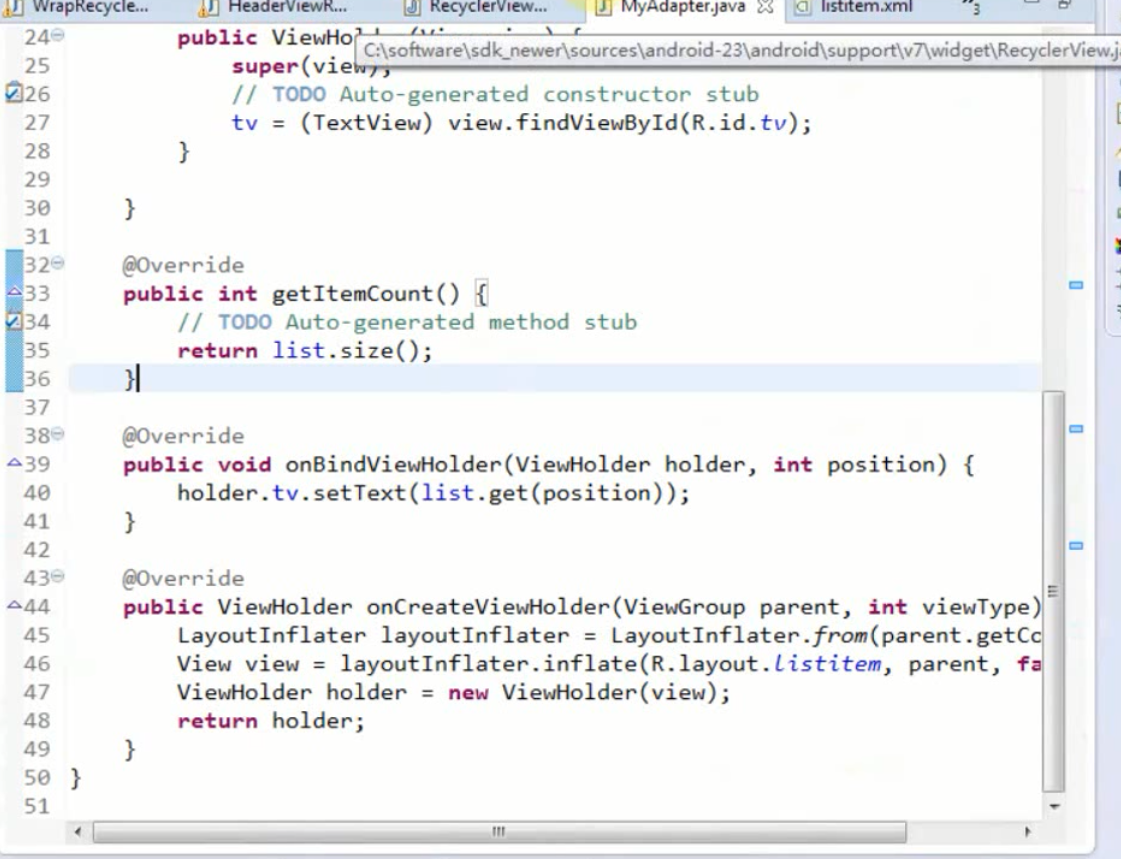 WrapRecycle... HeaderViewR... RecyclerView... MyAdapter.java listitem.xml "3
24 public ViewHo
C:\software\sdk_newer\sources\android-23\android\support\v7\widget\RecyclerView.j
25 super(view);
26 // TODO Auto-generated constructor stub
27 tv = (TextView) view.findViewById(R.id.tv);
28 }
29
30 }
31
32 @Override
33 public int getItemCount() {
34 // TODO Auto-generated method stub
35 return list.size();
36 }
37
38 @Override
39 public void onBindViewHolder(ViewHolder holder, int position) {
40 holder.tv.setText(list.get(position));
41 }
42
43 @Override
44 public ViewHolder onCreateViewHolder(ViewGroup parent, int viewType)
45 LayoutInflater layoutInflater = LayoutInflater.from(parent.getCo
46 View view = layoutInflater.inflate(R.layout.listitem, parent, fa
47 ViewHolder holder = new ViewHolder(view);
48 return holder;
49 }
50 }
51